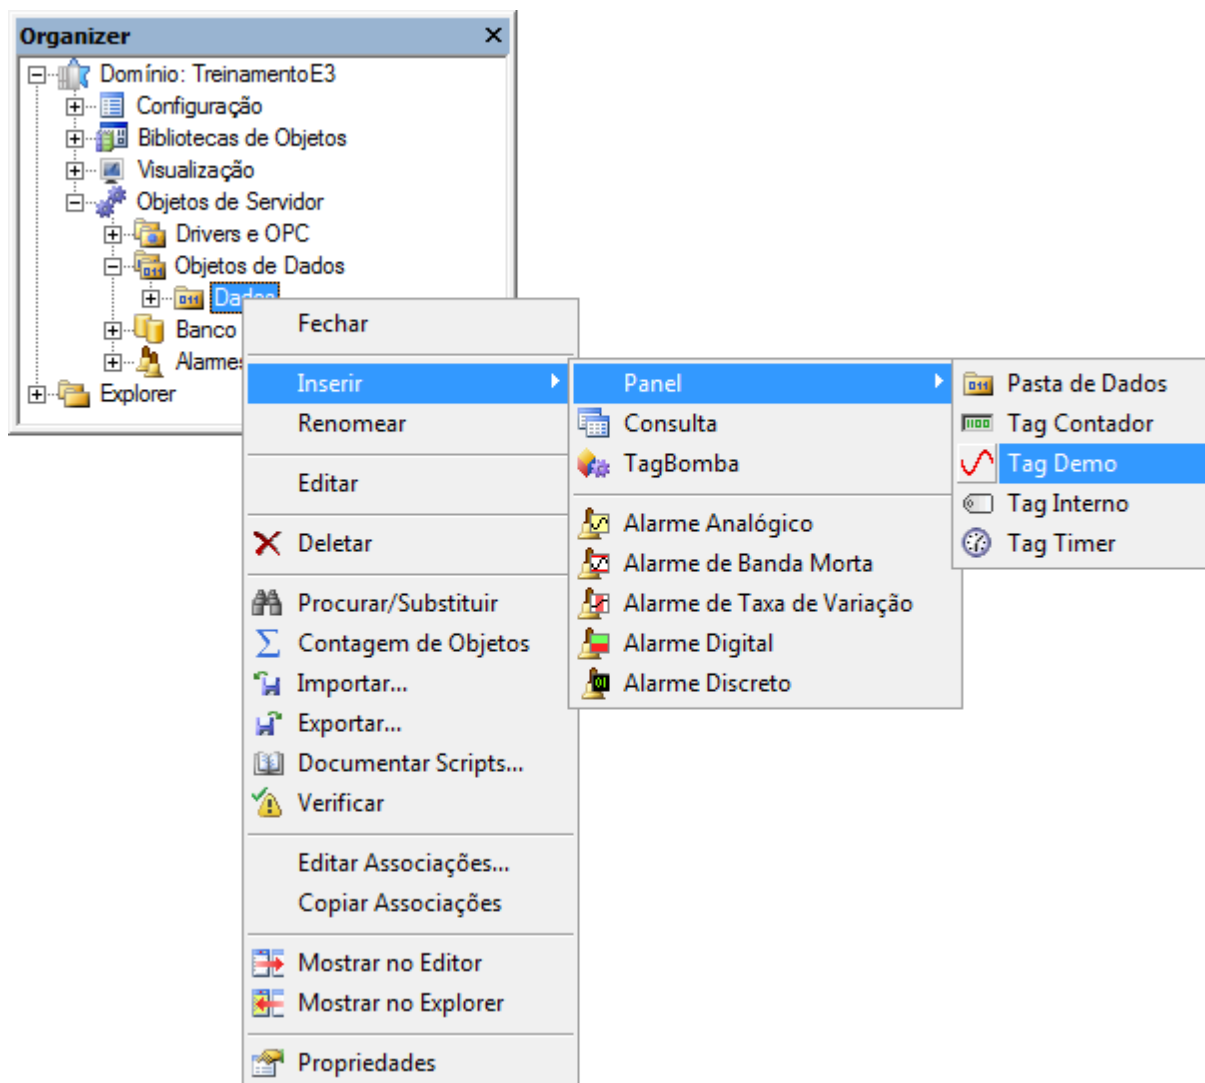 Organizer
Domínio: TreinamentoE3
Configuração
Bibliotecas de Objetos
Visualização
Objetos de Servidor
Drivers e OPC
Objetos de Dados
Dados
Banco
Alarmes
Explorer
Fechar
Inserir
Renomear
Editar
Deletar
Procurar/Substituir
Contagem de Objetos
Importar...
Exportar...
Documentar Scripts...
Verificar
Editar Associações...
Copiar Associações
Mostrar no Editor
Mostrar no Explorer
Propriedades
Panel
Consulta
TagBomba
Alarme Analógico
Alarme de Banda Morta
Alarme de Taxa de Variação
Alarme Digital
Alarme Discreto
Pasta de Dados
Tag Contador
Tag Demo
Tag Interno
Tag Timer